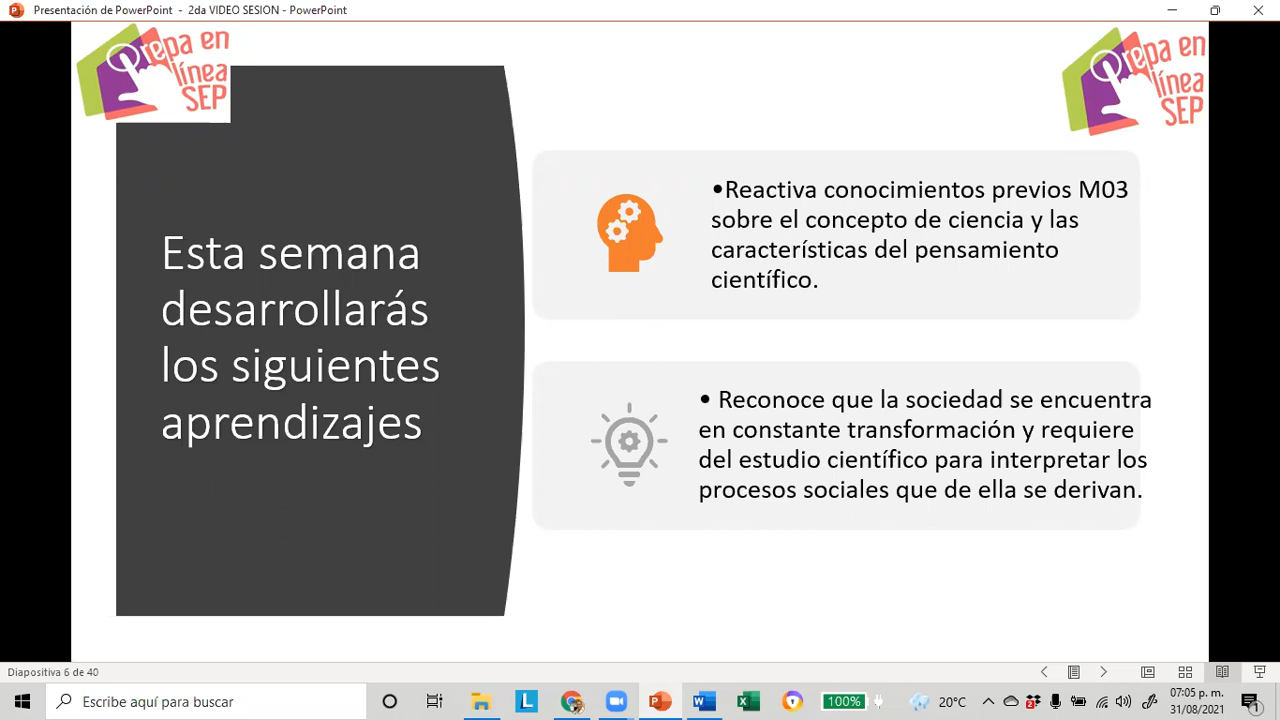 Presentación de PowerPoint - 2da VIDEO SESION - PowerPoint
Prepa en
línea
SEP
Prepa en
línea
SEP
Esta semana
desarrollarás
los siguientes
aprendizajes
•Reactiva conocimientos previos M03
sobre el concepto de ciencia y las
características del pensamiento
científico.
• Reconoce que la sociedad se encuentra
en constante transformación y requiere
del estudio científico para interpretar los
procesos sociales que de ella se derivan.
Diapositiva 6 de 40
Escribe aquí para buscar
L
100%
20°C
07:05 p. m.
31/08/2021
1